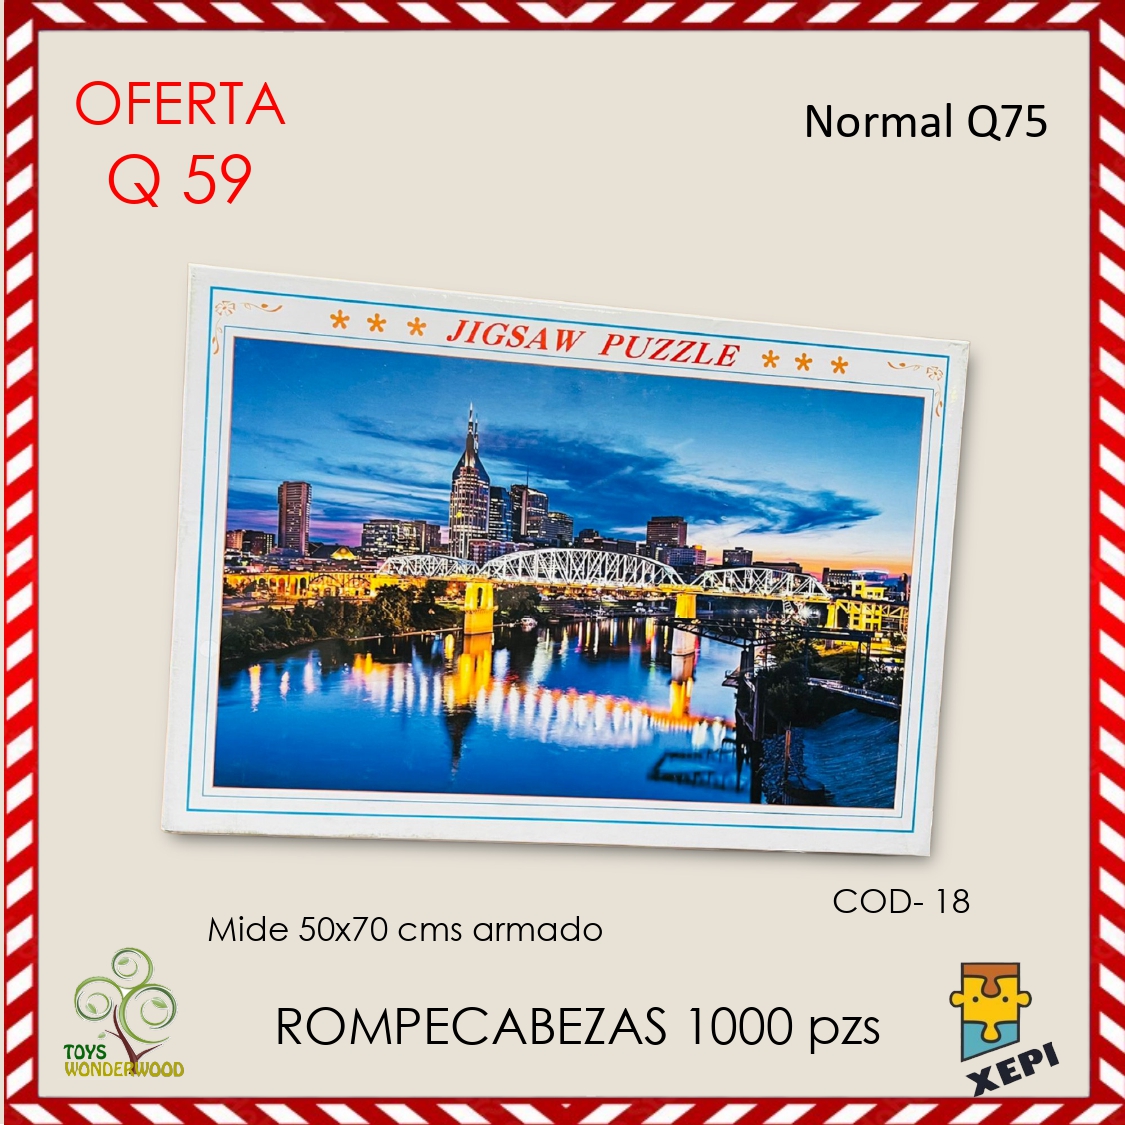 OFERTA
Q 59
Normal Q75
JIGSAW PUZZLE
COD- 18
Mide 50x70 cms armado
ROMPECABEZAS 1000 pzs
TOYS
WONDERWOOD
XEPI